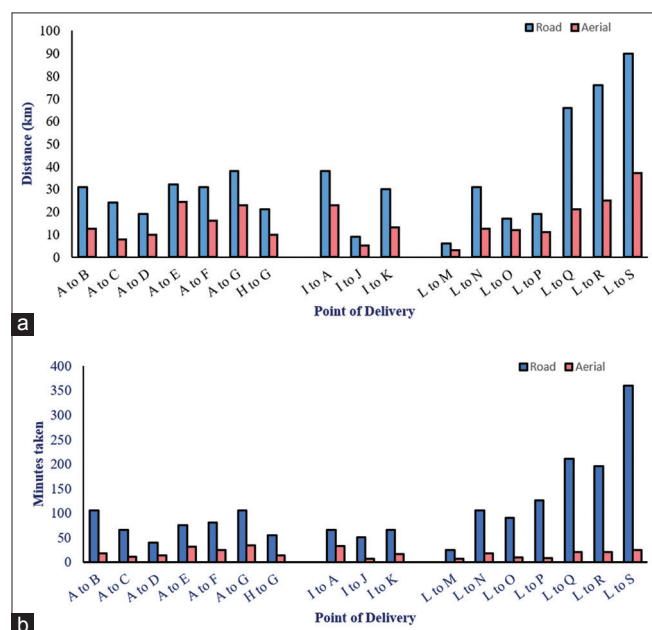 Road Aerial
100
90
80
70
60
50
40
30
20
10
0
Distance (km)
A to B A to C A to D A to E A to F A to G H to G I to A I to J I to K L to M L to N L to O L to P L to Q L to R L to S
Point of Delivery
a
Road Aerial
400
350
300
250
200
150
100
50
0
Minutes taken
A to B A to C A to D A to E A to F A to G H to G I to A I to J I to K L to M L to N L to O L to P L to Q L to R L to S
Point of Delivery
b